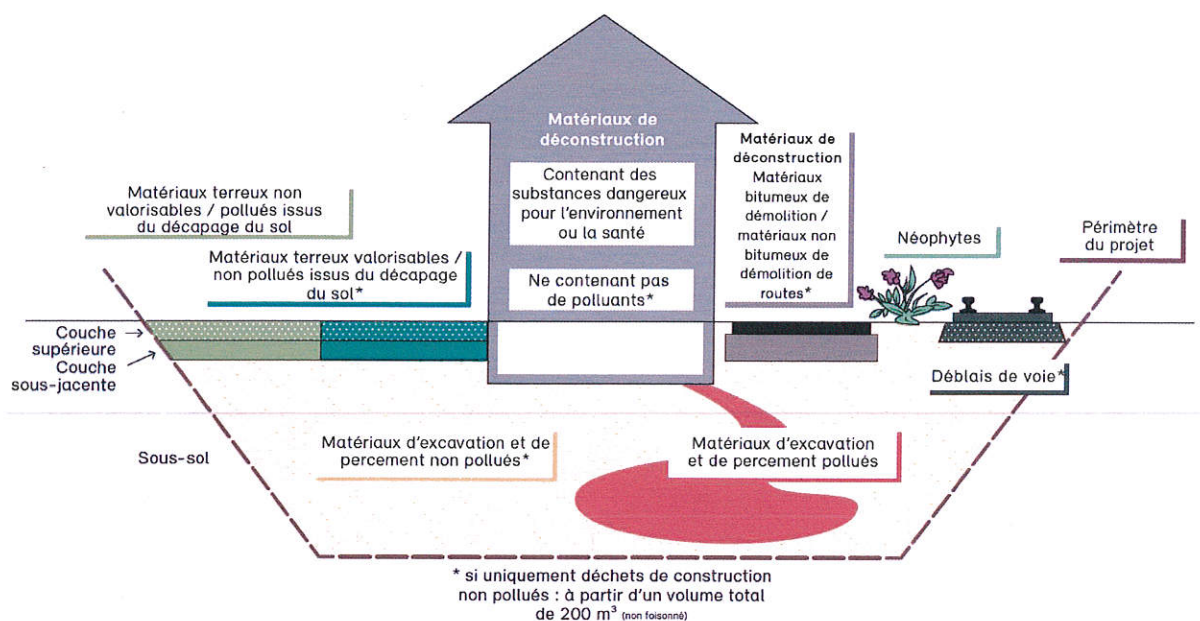 Matériaux de
déconstruction
Contenant des
substances dangereux
pour l'environnement
ou la santé
Ne contenant pas
de polluants*
Matériaux de
déconstruction
Matériaux
bitumeux de
démolition /
matériaux non
bitumeux de
démolition de
routes*
Matériaux terreux non
valorisables / pollués issus
du décapage du sol
Matériaux terreux valorisables /
non pollués issus du décapage
du sol*
Néophytes
Périmètre
du projet
Couche
supérieure
Couche
sous-jacente
Déblais de voie*
Sous-sol
Matériaux d'excavation et de
percement non pollués*
Matériaux d'excavation
et de percement pollués
* si uniquement déchets de construction
non pollués : à partir d'un volume total
de 200 m³ (non foisonné)